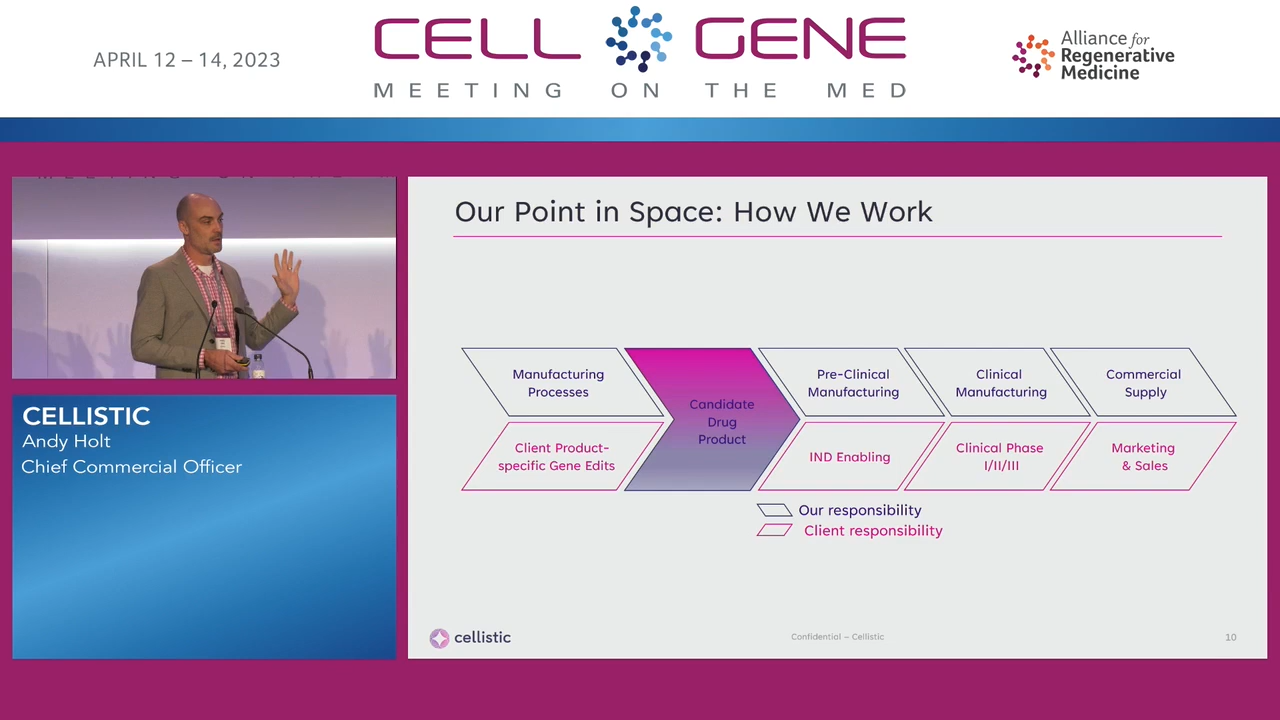 APRIL 12 – 14, 2023
CELL GENE
MEETING ON THE MED
Alliance for
Regenerative
Medicine
CELLISTIC
Andy Holt
Chief Commercial Officer
Our Point in Space: How We Work
Manufacturing
Processes
Client Product-
specific Gene Edits
Candidate
Drug
Product
Pre-Clinical
Manufacturing
IND Enabling
Clinical
Manufacturing
Clinical Phase
I/II/III
Commercial
Supply
Marketing
& Sales
Our responsibility
Client responsibility
cellistic
Confidential – Cellistic
10